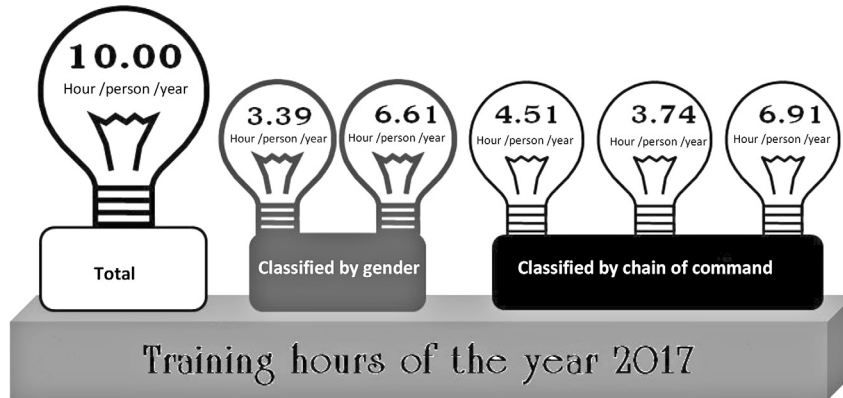 10.00
Hour /person /year
3.39
Hour /person /year
6.61
Hour /person /year
4.51
Hour /person /year
3.74
Hour /person /year
6.91
Hour /person /year
Total
Classified by gender
Classified by chain of command
Training hours of the year 2017